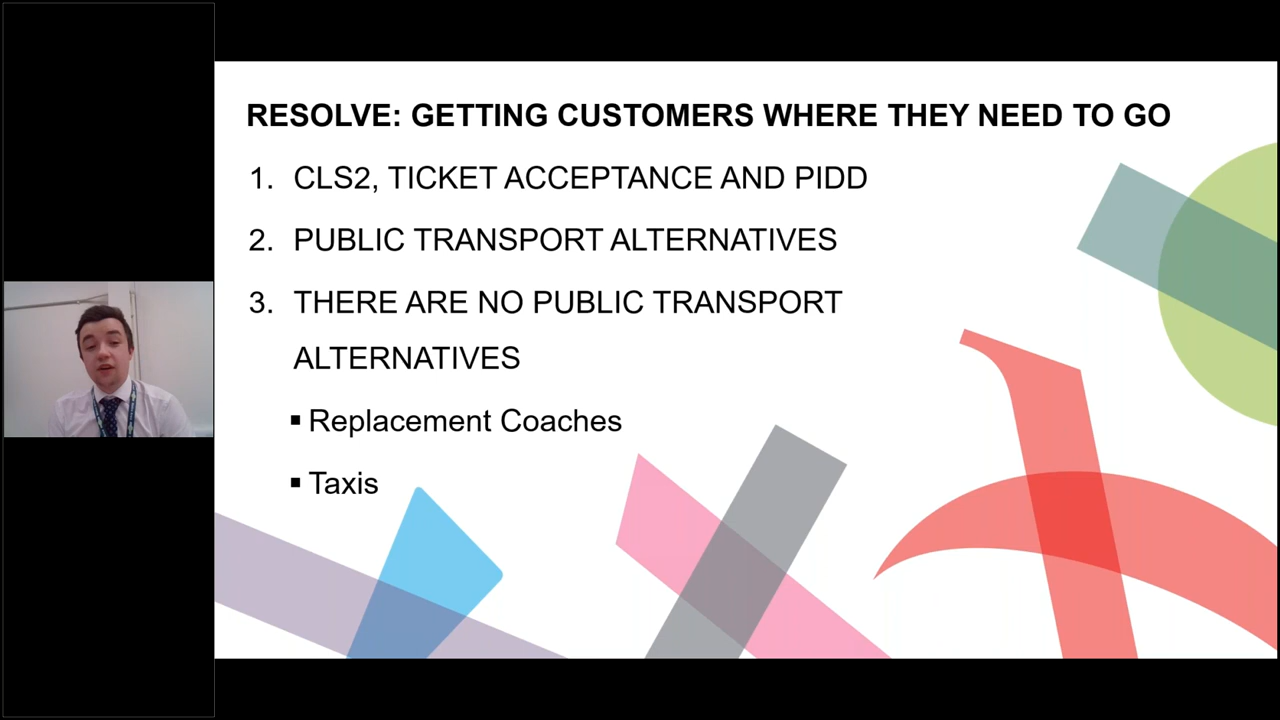 RESOLVE: GETTING CUSTOMERS WHERE THEY NEED TO GO
1. CLS2, TICKET ACCEPTANCE AND PIDD
2. PUBLIC TRANSPORT ALTERNATIVES
3. THERE ARE NO PUBLIC TRANSPORT
ALTERNATIVES
▪ Replacement Coaches
▪ Taxis